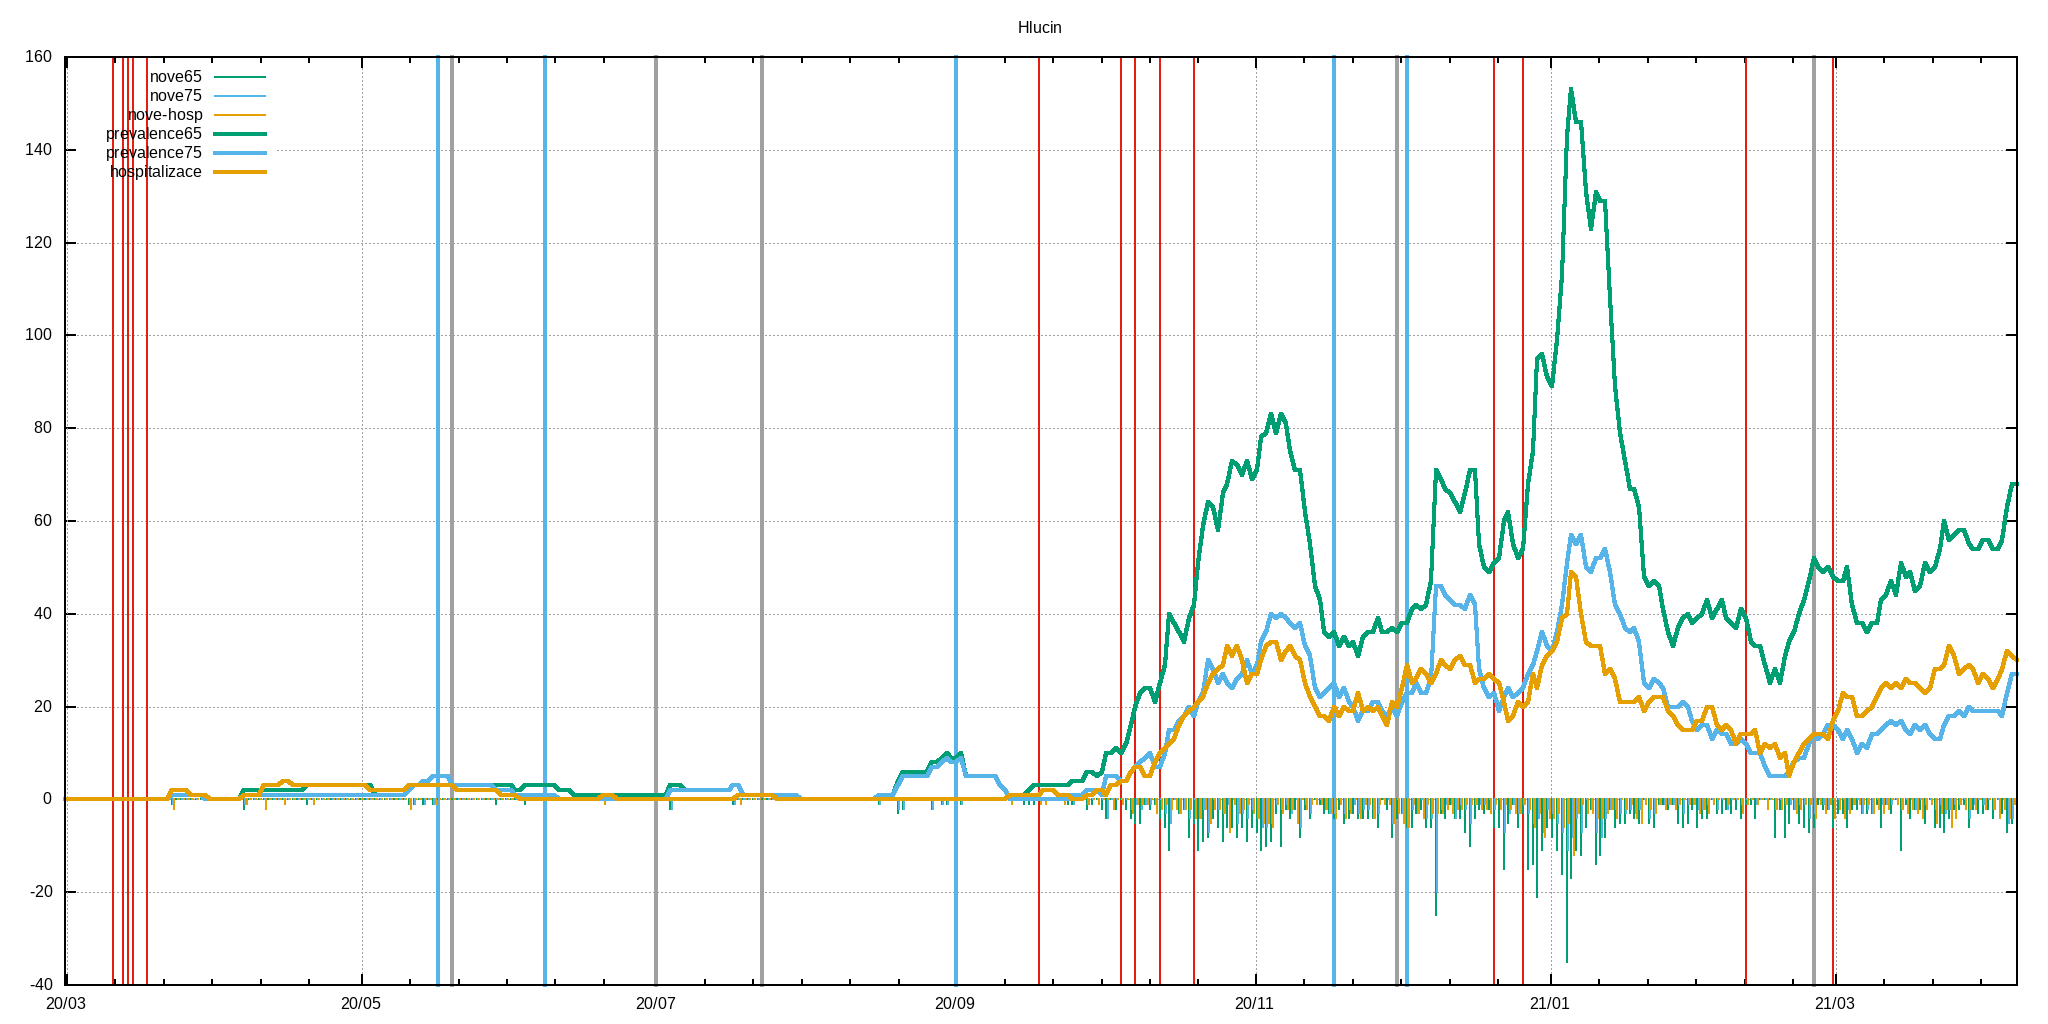 Hlucin
160
nove65
nove75
nove-hosp
prevalence65
prevalence75
hospitalizace
140
120
100
80
60
40
20
0
-20
-40
20/03 20/05 20/07 20/09 20/11 21/01 21/03